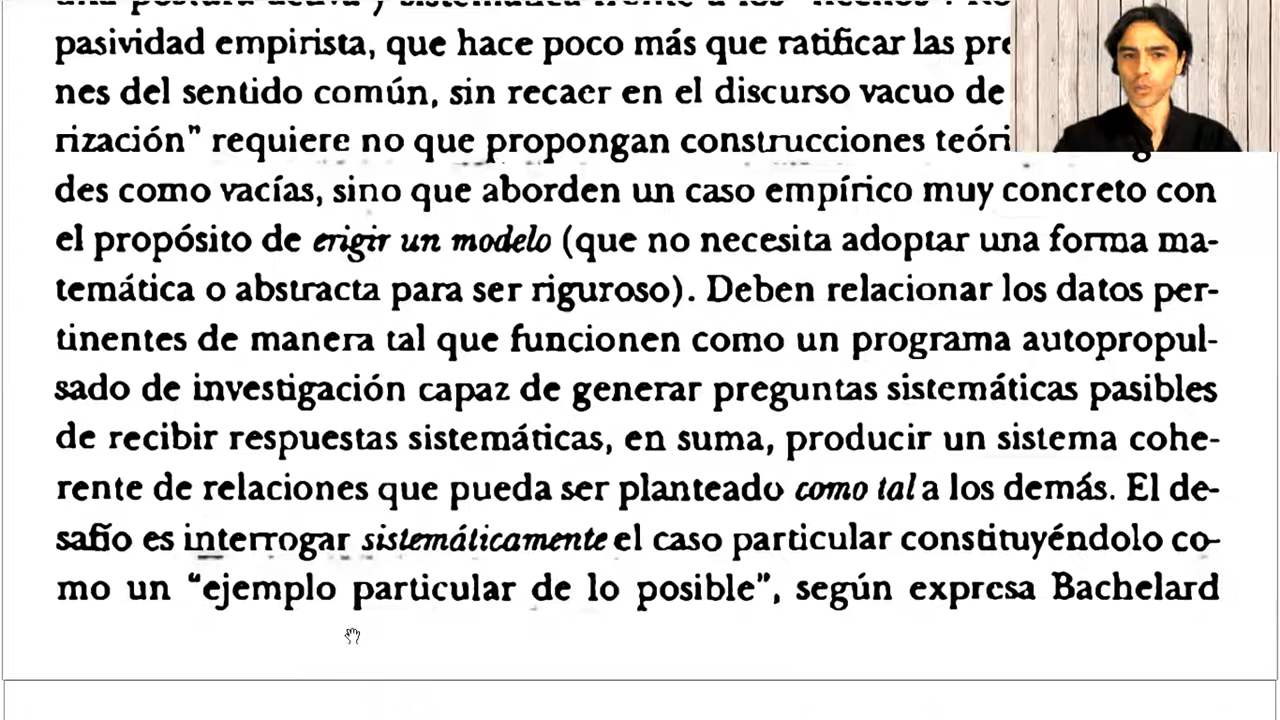 pasividad empirista, que hace poco más que ratificar las pre
nes del sentido común, sin recaer en el discurso vacuo de
rización" requiere no que propongan construcciones teóri
des como vacías, sino que aborden un caso empírico muy concreto con
el propósito de erigir un modelo (que no necesita adoptar una forma ma-
temática o abstracta para ser riguroso). Deben relacionar los datos per-
tinentes de manera tal que funcionen como un programa autopropul-
sado de investigación capaz de generar preguntas sistemáticas pasibles
de recibir respuestas sistemáticas, en suma, producir un sistema cohe-
rente de relaciones que pueda ser planteado como tal a los demás. El de-
safío es interrogar sistemáticamente el caso particular constituyéndolo co-
mo un "ejemplo particular de lo posible", según expresa Bachelard